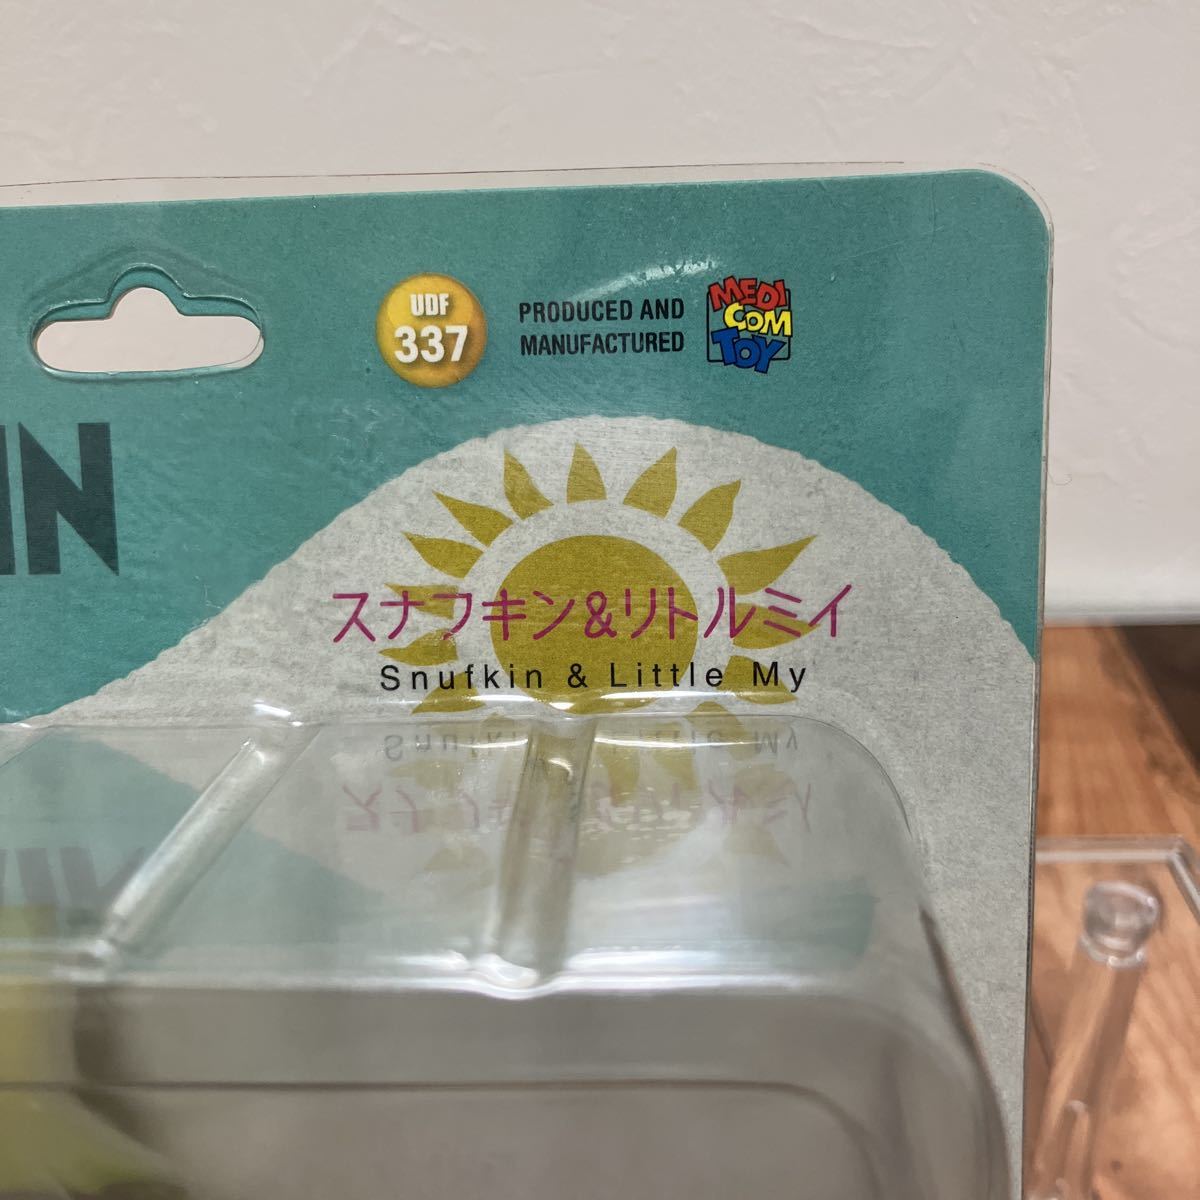 UDF
337
PRODUCED AND
MANUFACTURED
MEDI
COM
TOY
IN
スナフキン&リトルミイ
Snufkin & Little My